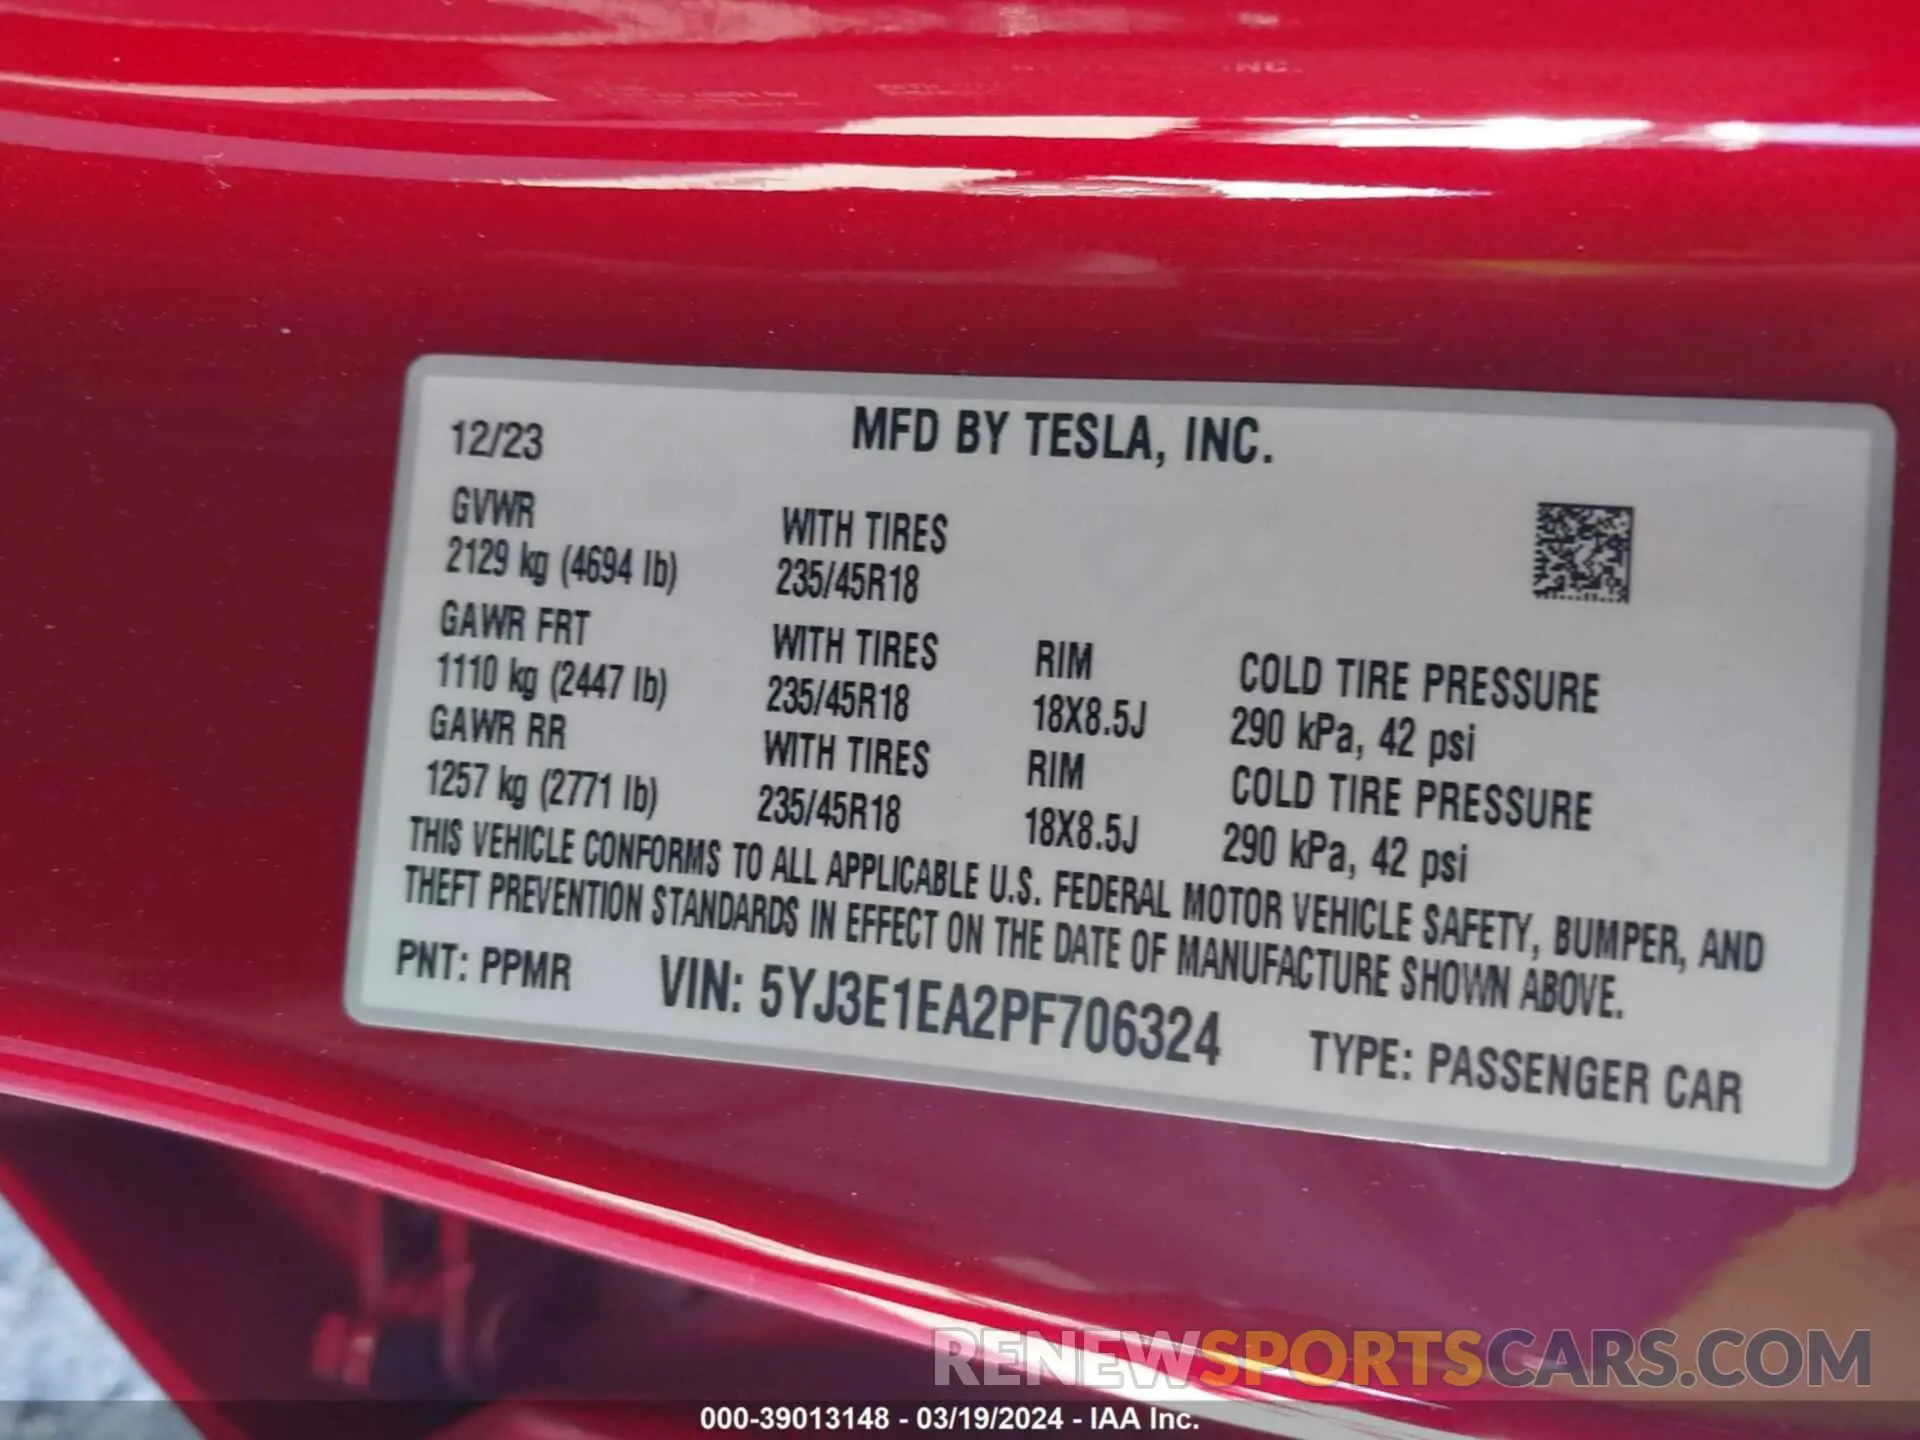 12/23 MFD BY TESLA, INC.
GVWR WITH TIRES
2129 kg (4694 lb) 235/45R18
GAWR FRT WITH TIRES RIM COLD TIRE PRESSURE
1110 kg (2447 lb) 235/45R18 18X8.5J 290 kPa, 42 psi
GAWR RR WITH TIRES RIM COLD TIRE PRESSURE
1257 kg (2771 lb) 235/45R18 18X8.5J 290 kPa, 42 psi
THIS VEHICLE CONFORMS TO ALL APPLICABLE U.S. FEDERAL MOTOR VEHICLE SAFETY, BUMPER, AND
THEFT PREVENTION STANDARDS IN EFFECT ON THE DATE OF MANUFACTURE SHOWN ABOVE.
PNT: PPMR VIN: 5YJ3E1EA2PF706324 TYPE: PASSENGER CAR
RENEWSPORTSCARS.COM
000-39013148 - 03/19/2024 - IAA Inc.